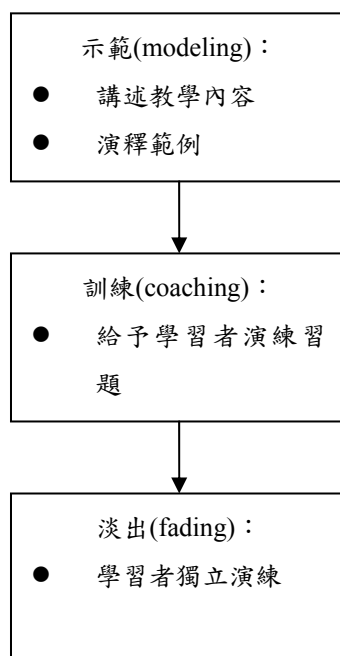 示範(modeling)：
● 講述教學內容
● 演釋範例
訓練(coaching)：
● 給予學習者演練習
題
淡出(fading)：
● 學習者獨立演練